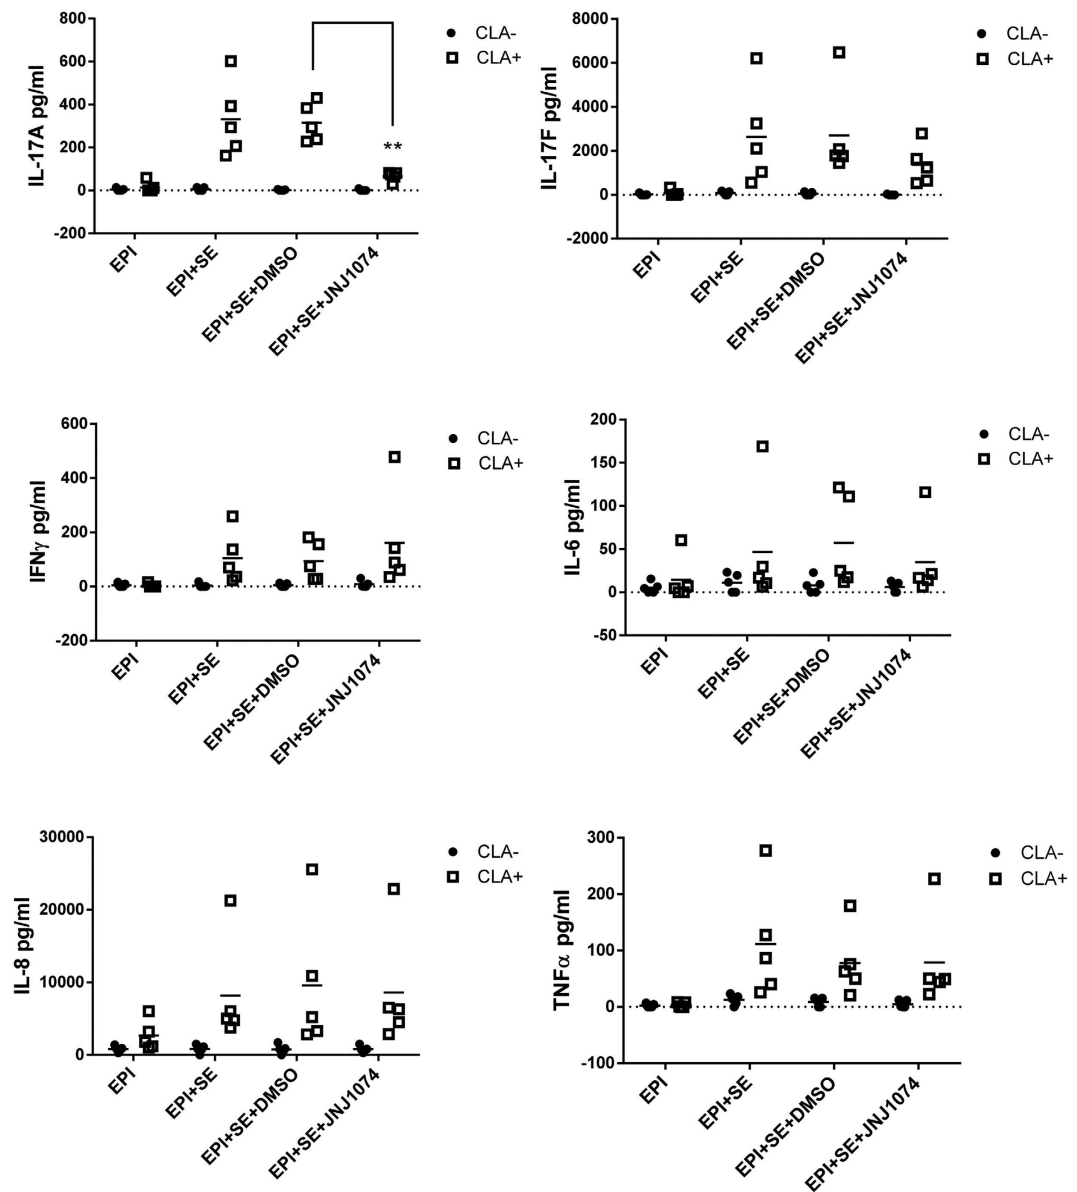 IL-17A pg/ml
800
600
400
200
0
-200
**
CLA-
CLA+
EPI
EPI+SE
EPI+SE+DMSO
EPI+SE+JNJ1074
IL-17F pg/ml
8000
6000
4000
2000
0
-2000
CLA-
CLA+
EPI
EPI+SE
EPI+SE+DMSO
EPI+SE+JNJ1074
IFNγ pg/ml
600
400
200
0
-200
CLA-
CLA+
EPI
EPI+SE
EPI+SE+DMSO
EPI+SE+JNJ1074
IL-6 pg/ml
200
150
100
50
0
-50
CLA-
CLA+
EPI
EPI+SE
EPI+SE+DMSO
EPI+SE+JNJ1074
IL-8 pg/ml
30000
20000
10000
0
CLA-
CLA+
EPI
EPI+SE
EPI+SE+DMSO
EPI+SE+JNJ1074
TNFα pg/ml
300
200
100
0
-100
CLA-
CLA+
EPI
EPI+SE
EPI+SE+DMSO
EPI+SE+JNJ1074